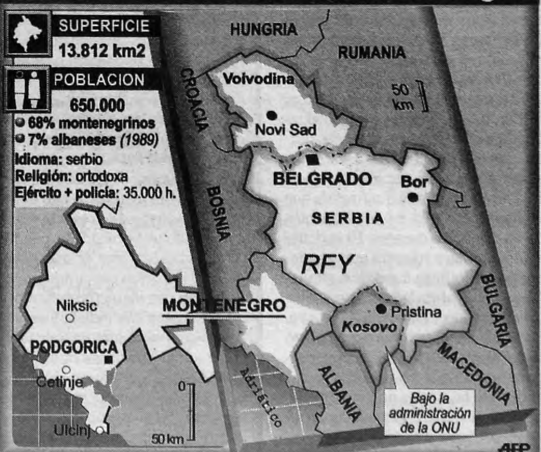 SUPERFICIE
13.812 km2
POBLACION
650.000
68% montenegrinos
7% albaneses (1989)
Idioma: serbio
Religión: ortodoxa
Ejército + policía: 35.000 h.
Niksic
MONTENEGRO
PODGORICA
Cetinje
Ulcinj
0
50 km
HUNGRIA
RUMANIA
CROACIA
Volvodina
50
km
Novi Sad
BELGRADO
Bor
BOSNIA
SERBIA
RFY
BULGARIA
Pristina
Kosovo
MACEDONIA
Adriático
ALBANIA
Bajo la
administración
de la ONU
AFP